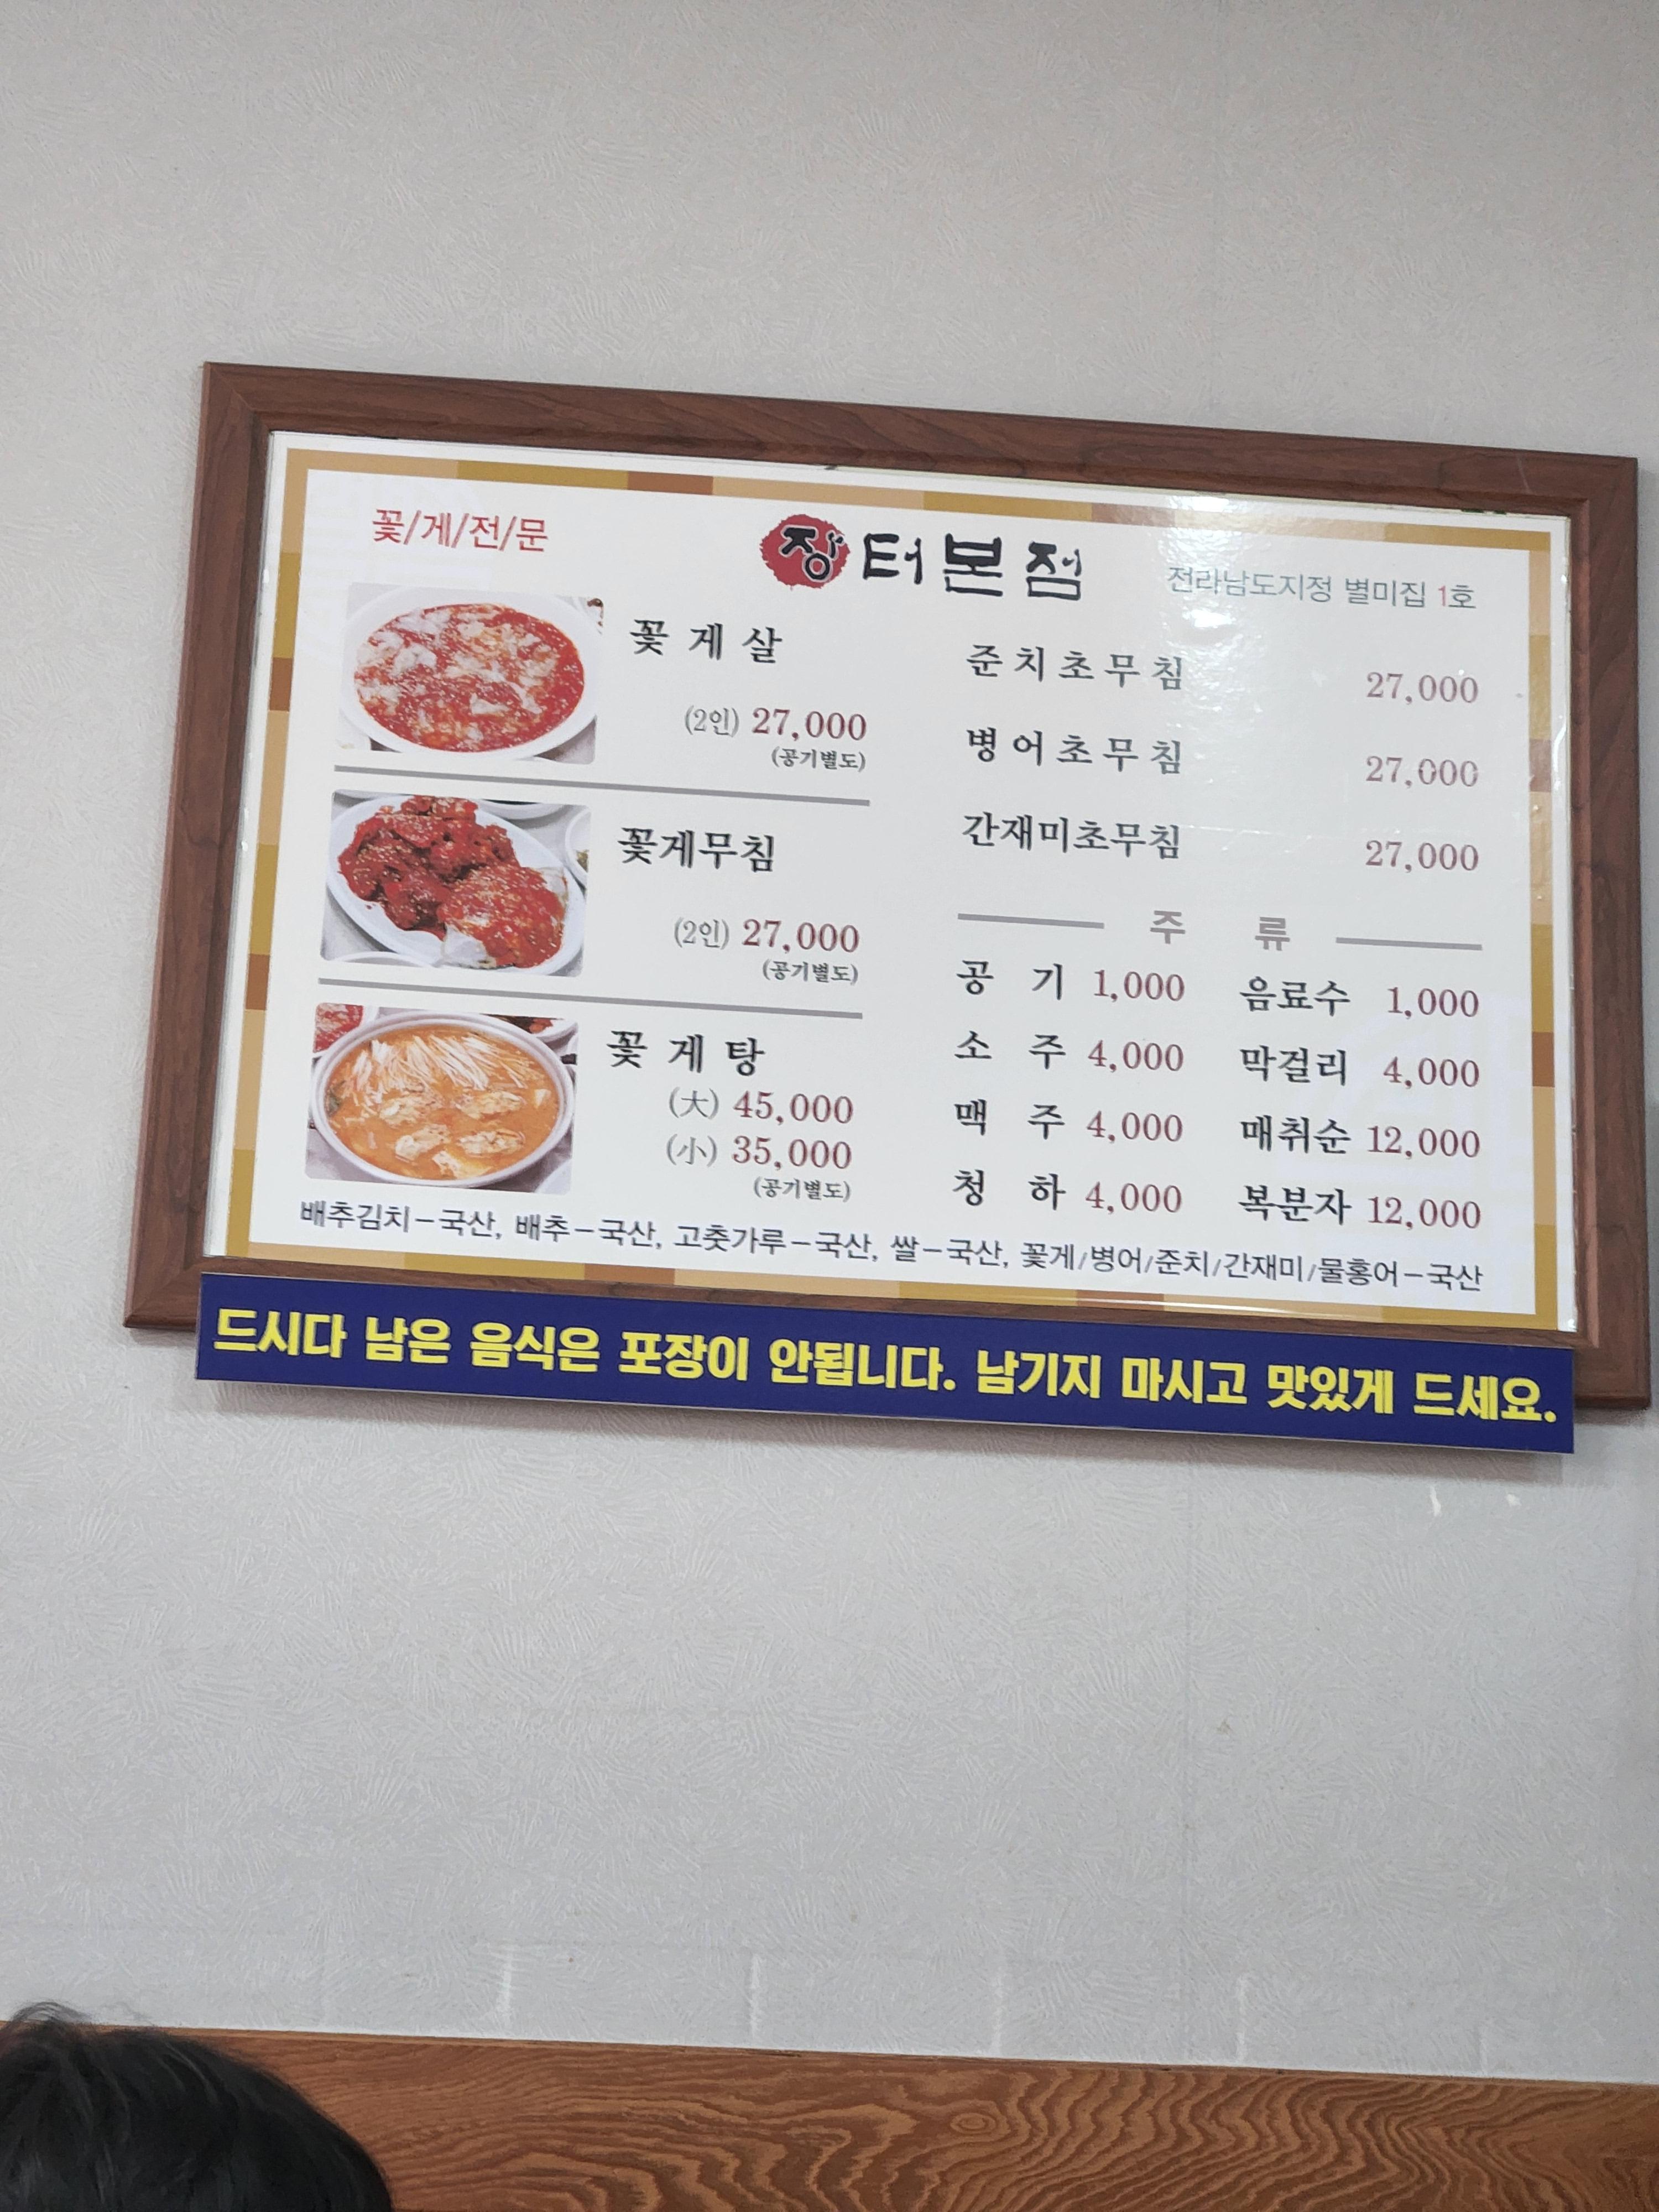 꽃/게/전/문
장터본점
전라남도지정 별미집 1호
꽃게살
(2인) 27,000
(공기별도)
꽃게무침
(2인) 27,000
(공기별도)
꽃게탕
(大) 45,000
(小) 35,000
(공기별도)
준치초무침 27,000
병어초무침 27,000
간재미초무침 27,000
주 류
공 기 1,000 음료수 1,000
소 주 4,000 막걸리 4,000
맥 주 4,000 매취순 12,000
청 하 4,000 복분자 12,000
배추김치-국산, 배추-국산, 고춧가루-국산, 쌀-국산, 꽃게/병어/준치/간재미/물홍어-국산
드시다 남은 음식은 포장이 안됩니다. 남기지 마시고 맛있게 드세요.